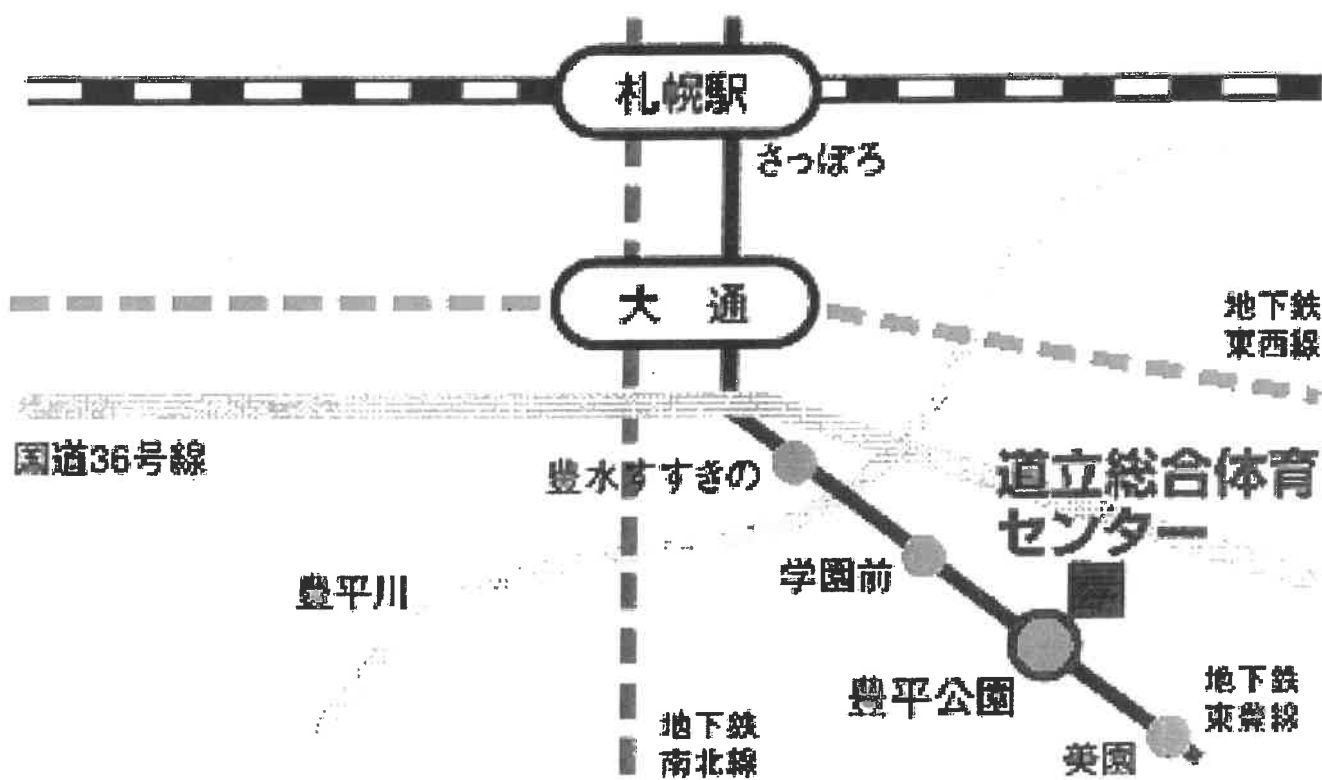 札幌駅
さっぽろ
大通
地下鉄
東西線
国道36号線
豊水すすきの
道立総合体育
センター
学園前
豊平川
豊平公園
地下鉄
東豊線
地下鉄
南北線
美園